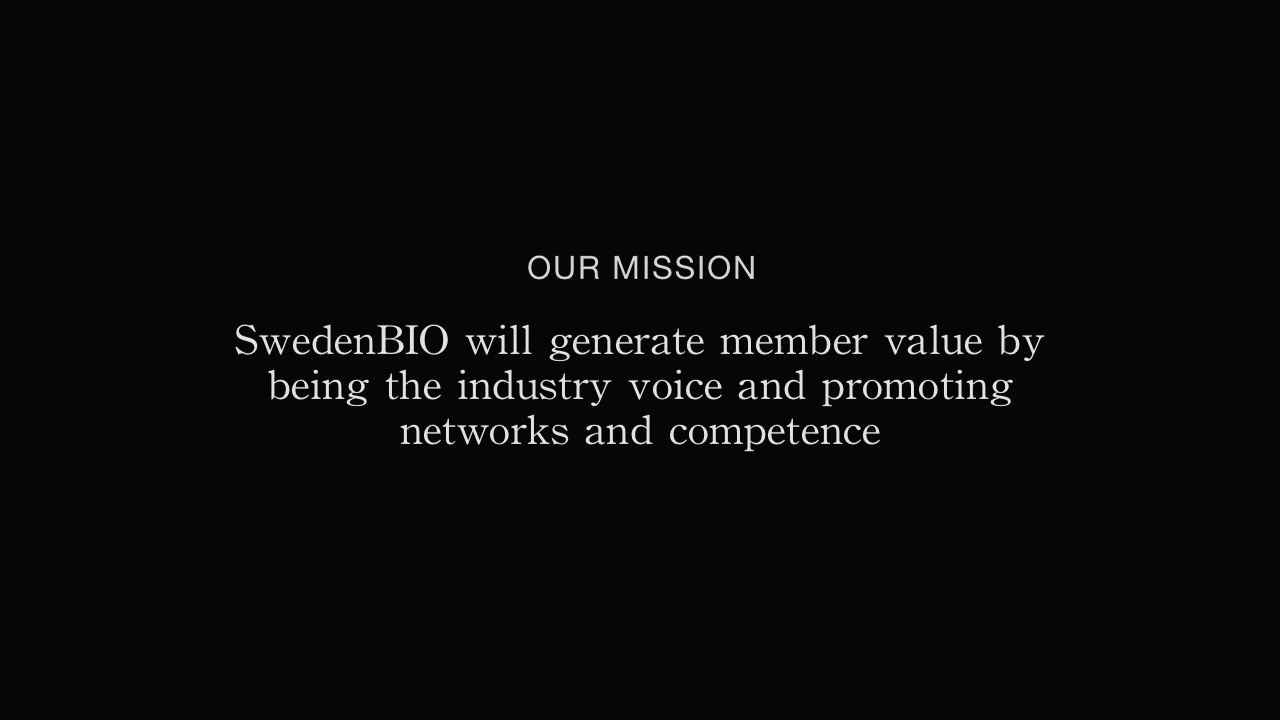 OUR MISSION
SwedenBIO will generate member value by
being the industry voice and promoting
networks and competence